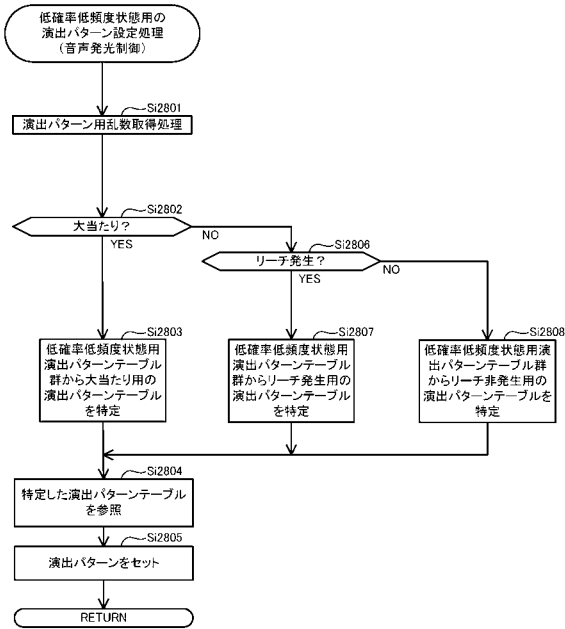 低確率低頻度状態用の
演出パターン設定処理
(音声発光制御)
Si2801
演出パターン用乱数取得処理
Si2802
大当たり?
YES
NO
Si2806
リーチ発生?
YES
NO
Si2803
低確率低頻度状態用
演出パターンテーブル
群から大当たり用の
演出パターンテーブル
を特定
Si2807
低確率低頻度状態用
演出パターンテーブル
群からリーチ発生用の
演出パターンテーブル
を特定
Si2808
低確率低頻度状態用演
出パターンテーブル群
からリーチ非発生用の
演出パターンテーブルを
特定
Si2804
特定した演出パターンテーブル
を参照
Si2805
演出パターンをセット
RETURN